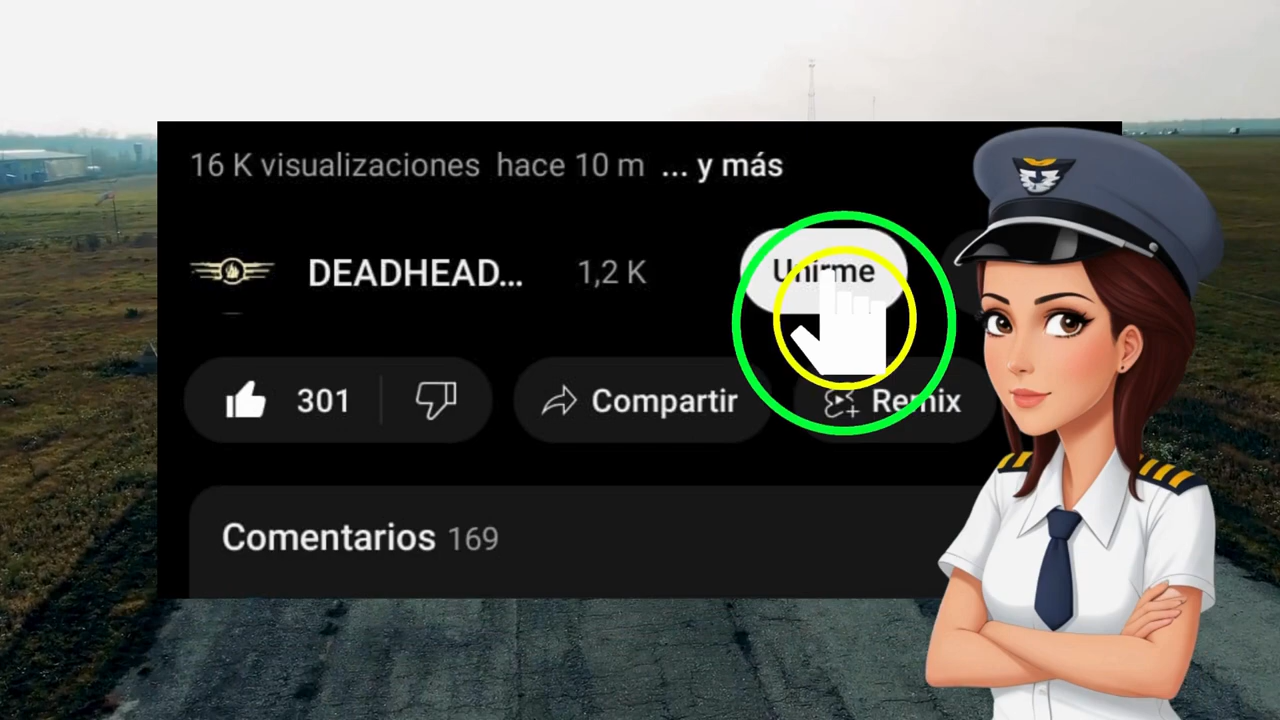 16 K visualizaciones hace 10 m ... y más
DEADHEAD... 1,2 K Unirme
301 Compartir Remix
Comentarios 169